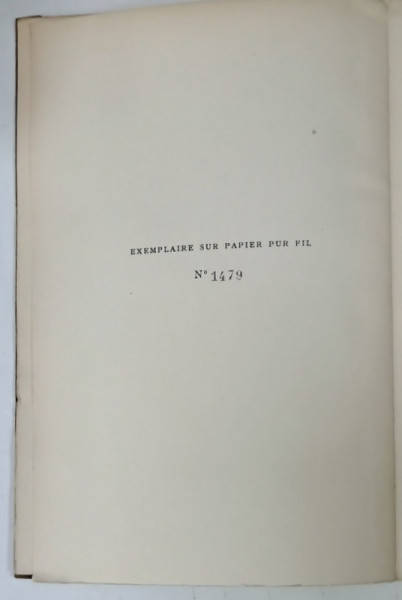 EXEMPLAIRE SUR PAPIER PUR FIL
N° 1479